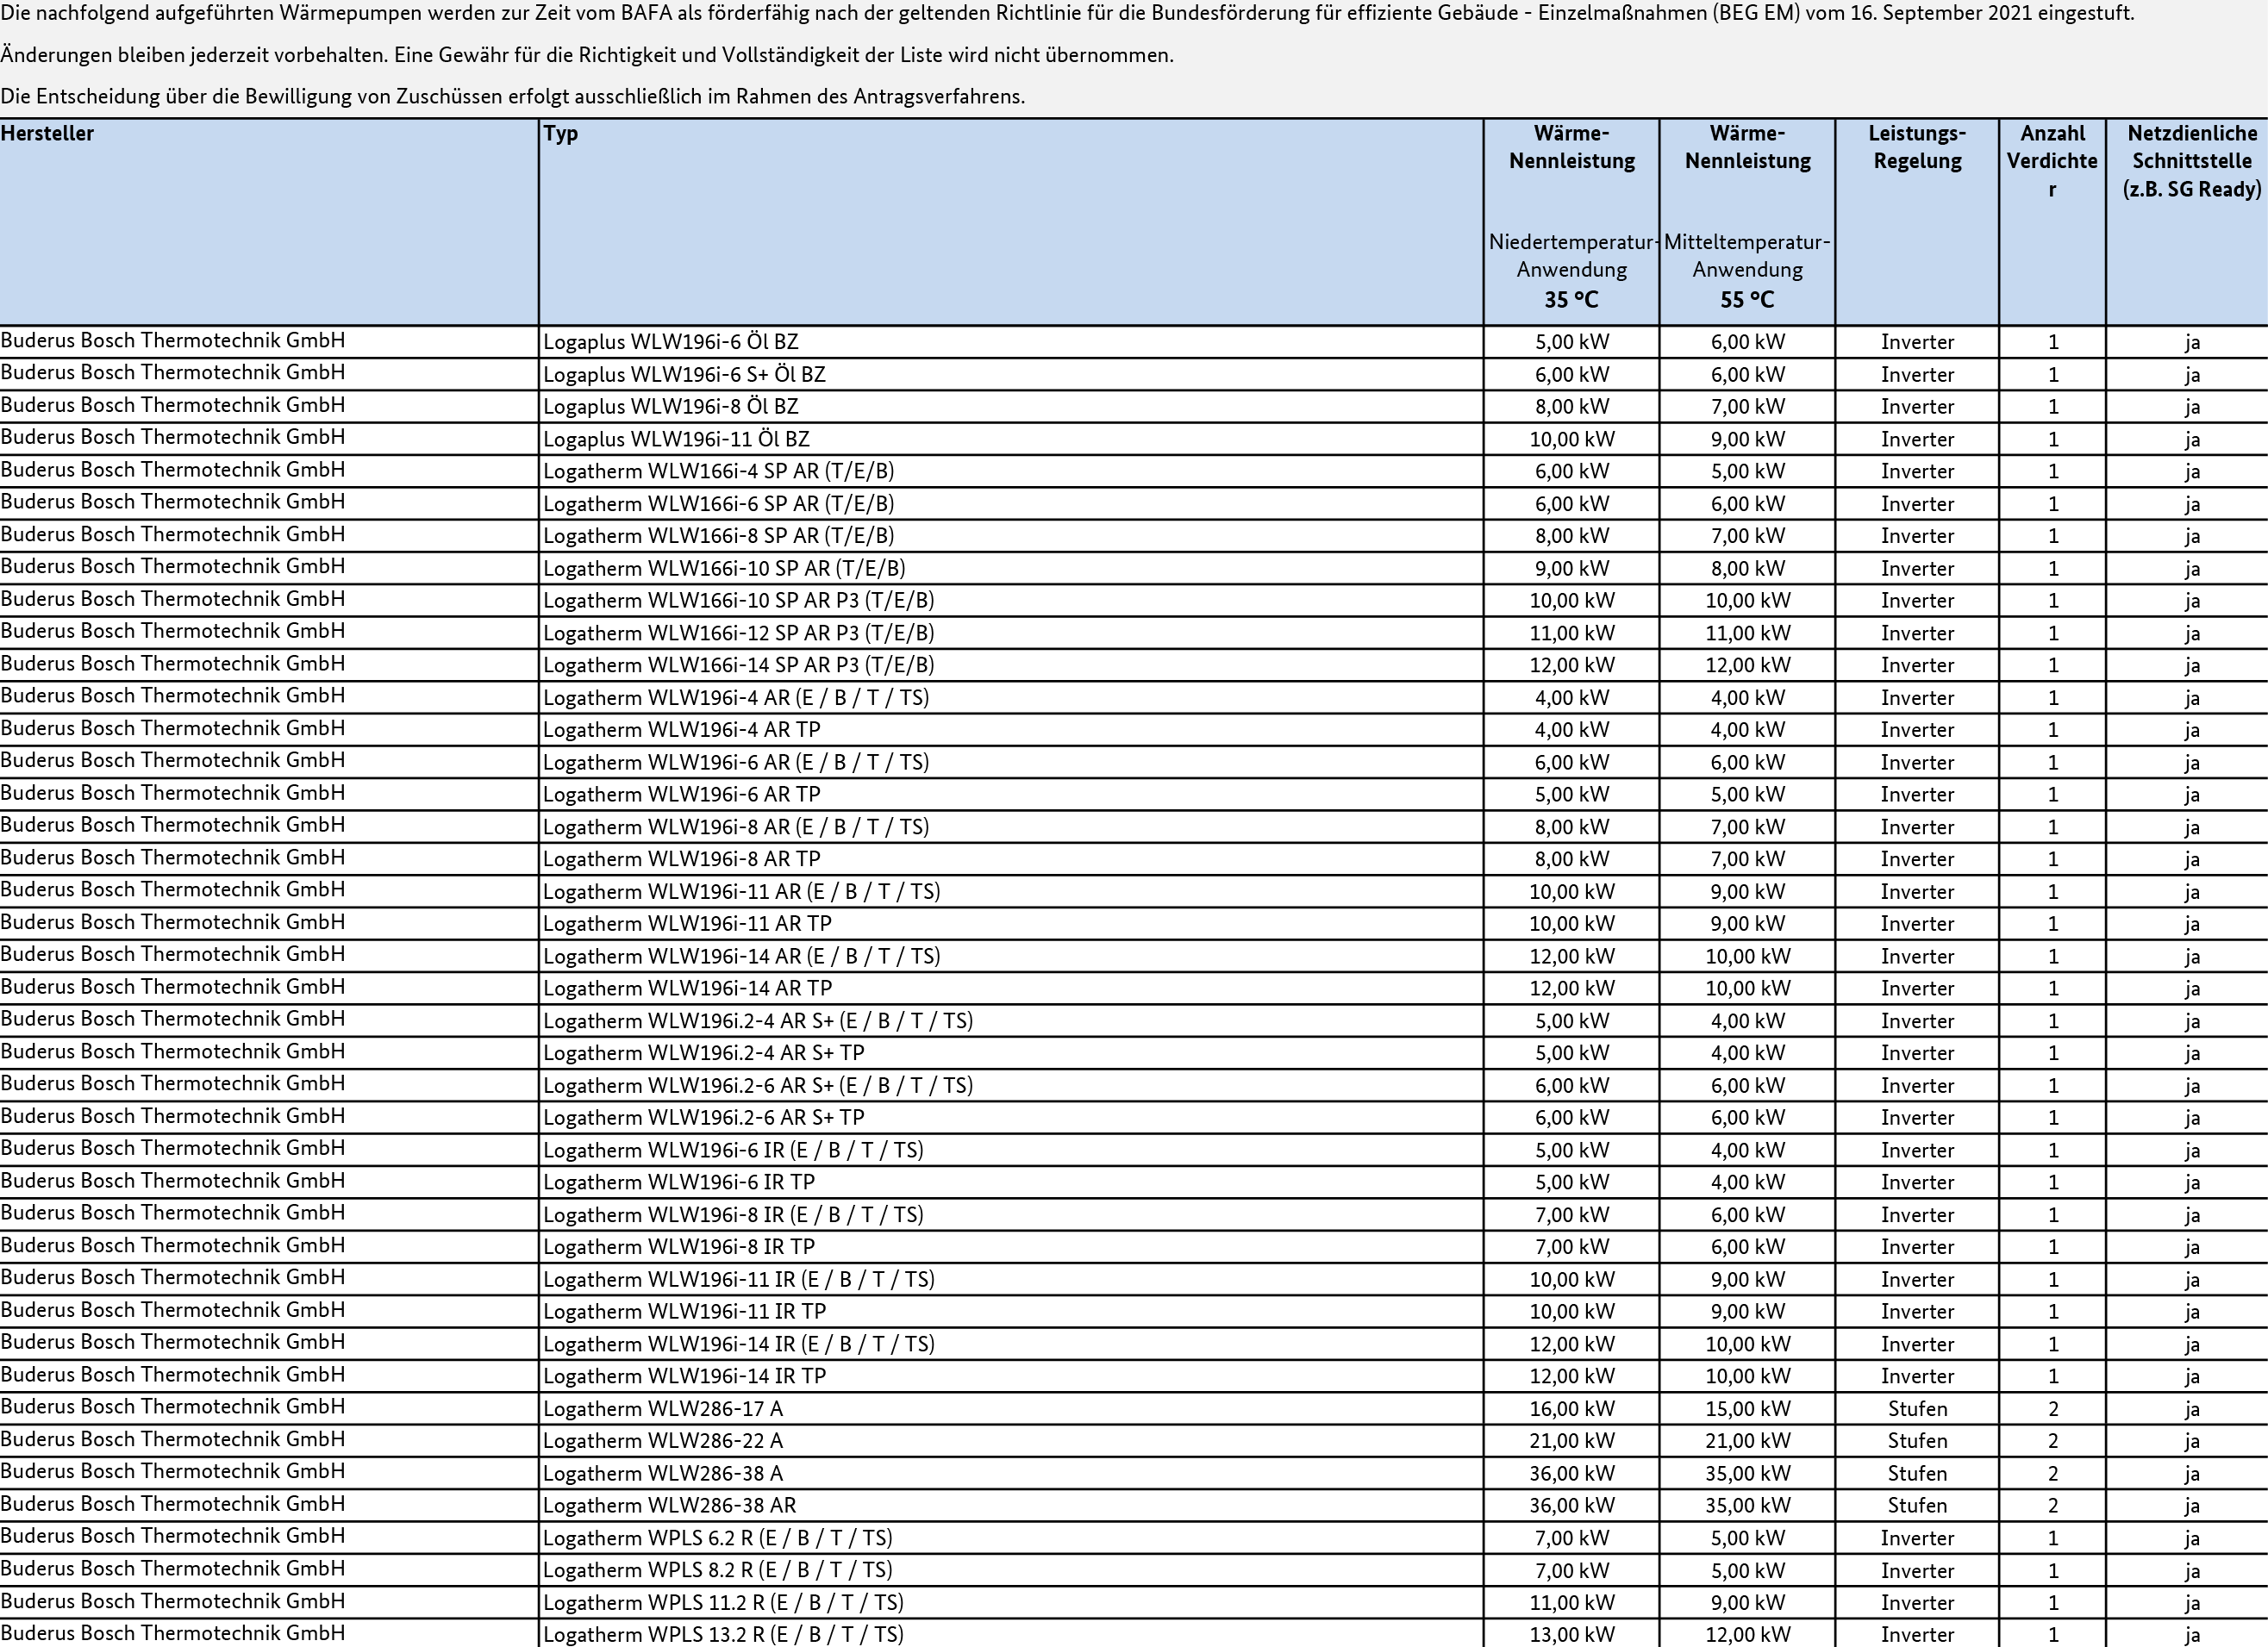 Die nachfolgend aufgeführten Wärmepumpen werden zur Zeit vom BAFA als förderfähig nach der geltenden Richtlinie für die Bundesförderung für effiziente Gebäude - Einzelmaßnahmen (BEG EM) vom 16. September 2021 eingestuft.
Änderungen bleiben jederzeit vorbehalten. Eine Gewähr für die Richtigkeit und Vollständigkeit der Liste wird nicht übernommen.
Die Entscheidung über die Bewilligung von Zuschüssen erfolgt ausschließlich im Rahmen des Antragsverfahrens.
Hersteller Typ Wärme- Wärme- Leistungs- Anzahl Netzdienliche
Nennleistung Nennleistung Regelung Verdichte Schnittstelle
r (z.B. SG Ready)
Niedertemperatur- Mitteltemperatur-
Anwendung Anwendung
35 °C 55 °C
Buderus Bosch Thermotechnik GmbH Logaplus WLW196i-6 Öl BZ 5,00 kW 6,00 kW Inverter 1 ja
Buderus Bosch Thermotechnik GmbH Logaplus WLW196i-6 S+ Öl BZ 6,00 kW 6,00 kW Inverter 1 ja
Buderus Bosch Thermotechnik GmbH Logaplus WLW196i-8 Öl BZ 8,00 kW 7,00 kW Inverter 1 ja
Buderus Bosch Thermotechnik GmbH Logaplus WLW196i-11 Öl BZ 10,00 kW 9,00 kW Inverter 1 ja
Buderus Bosch Thermotechnik GmbH Logatherm WLW166i-4 SP AR (T/E/B) 6,00 kW 5,00 kW Inverter 1 ja
Buderus Bosch Thermotechnik GmbH Logatherm WLW166i-6 SP AR (T/E/B) 6,00 kW 6,00 kW Inverter 1 ja
Buderus Bosch Thermotechnik GmbH Logatherm WLW166i-8 SP AR (T/E/B) 8,00 kW 7,00 kW Inverter 1 ja
Buderus Bosch Thermotechnik GmbH Logatherm WLW166i-10 SP AR (T/E/B) 9,00 kW 8,00 kW Inverter 1 ja
Buderus Bosch Thermotechnik GmbH Logatherm WLW166i-10 SP AR P3 (T/E/B) 10,00 kW 10,00 kW Inverter 1 ja
Buderus Bosch Thermotechnik GmbH Logatherm WLW166i-12 SP AR P3 (T/E/B) 11,00 kW 11,00 kW Inverter 1 ja
Buderus Bosch Thermotechnik GmbH Logatherm WLW166i-14 SP AR P3 (T/E/B) 12,00 kW 12,00 kW Inverter 1 ja
Buderus Bosch Thermotechnik GmbH Logatherm WLW196i-4 AR (E / B / T / TS) 4,00 kW 4,00 kW Inverter 1 ja
Buderus Bosch Thermotechnik GmbH Logatherm WLW196i-4 AR TP 4,00 kW 4,00 kW Inverter 1 ja
Buderus Bosch Thermotechnik GmbH Logatherm WLW196i-6 AR (E / B / T / TS) 6,00 kW 6,00 kW Inverter 1 ja
Buderus Bosch Thermotechnik GmbH Logatherm WLW196i-6 AR TP 5,00 kW 5,00 kW Inverter 1 ja
Buderus Bosch Thermotechnik GmbH Logatherm WLW196i-8 AR (E / B / T / TS) 8,00 kW 7,00 kW Inverter 1 ja
Buderus Bosch Thermotechnik GmbH Logatherm WLW196i-8 AR TP 8,00 kW 7,00 kW Inverter 1 ja
Buderus Bosch Thermotechnik GmbH Logatherm WLW196i-11 AR (E / B / T / TS) 10,00 kW 9,00 kW Inverter 1 ja
Buderus Bosch Thermotechnik GmbH Logatherm WLW196i-11 AR TP 10,00 kW 9,00 kW Inverter 1 ja
Buderus Bosch Thermotechnik GmbH Logatherm WLW196i-14 AR (E / B / T / TS) 12,00 kW 10,00 kW Inverter 1 ja
Buderus Bosch Thermotechnik GmbH Logatherm WLW196i-14 AR TP 12,00 kW 10,00 kW Inverter 1 ja
Buderus Bosch Thermotechnik GmbH Logatherm WLW196i.2-4 AR S+ (E / B / T / TS) 5,00 kW 4,00 kW Inverter 1 ja
Buderus Bosch Thermotechnik GmbH Logatherm WLW196i.2-4 AR S+ TP 5,00 kW 4,00 kW Inverter 1 ja
Buderus Bosch Thermotechnik GmbH Logatherm WLW196i.2-6 AR S+ (E / B / T / TS) 6,00 kW 6,00 kW Inverter 1 ja
Buderus Bosch Thermotechnik GmbH Logatherm WLW196i.2-6 AR S+ TP 6,00 kW 6,00 kW Inverter 1 ja
Buderus Bosch Thermotechnik GmbH Logatherm WLW196i-6 IR (E / B / T / TS) 5,00 kW 4,00 kW Inverter 1 ja
Buderus Bosch Thermotechnik GmbH Logatherm WLW196i-6 IR TP 5,00 kW 4,00 kW Inverter 1 ja
Buderus Bosch Thermotechnik GmbH Logatherm WLW196i-8 IR (E / B / T / TS) 7,00 kW 6,00 kW Inverter 1 ja
Buderus Bosch Thermotechnik GmbH Logatherm WLW196i-8 IR TP 7,00 kW 6,00 kW Inverter 1 ja
Buderus Bosch Thermotechnik GmbH Logatherm WLW196i-11 IR (E / B / T / TS) 10,00 kW 9,00 kW Inverter 1 ja
Buderus Bosch Thermotechnik GmbH Logatherm WLW196i-11 IR TP 10,00 kW 9,00 kW Inverter 1 ja
Buderus Bosch Thermotechnik GmbH Logatherm WLW196i-14 IR (E / B / T / TS) 12,00 kW 10,00 kW Inverter 1 ja
Buderus Bosch Thermotechnik GmbH Logatherm WLW196i-14 IR TP 12,00 kW 10,00 kW Inverter 1 ja
Buderus Bosch Thermotechnik GmbH Logatherm WLW286-17 A 16,00 kW 15,00 kW Stufen 2 ja
Buderus Bosch Thermotechnik GmbH Logatherm WLW286-22 A 21,00 kW 21,00 kW Stufen 2 ja
Buderus Bosch Thermotechnik GmbH Logatherm WLW286-38 A 36,00 kW 35,00 kW Stufen 2 ja
Buderus Bosch Thermotechnik GmbH Logatherm WLW286-38 AR 36,00 kW 35,00 kW Stufen 2 ja
Buderus Bosch Thermotechnik GmbH Logatherm WPLS 6.2 R (E / B / T / TS) 7,00 kW 5,00 kW Inverter 1 ja
Buderus Bosch Thermotechnik GmbH Logatherm WPLS 8.2 R (E / B / T / TS) 7,00 kW 5,00 kW Inverter 1 ja
Buderus Bosch Thermotechnik GmbH Logatherm WPLS 11.2 R (E / B / T / TS) 11,00 kW 9,00 kW Inverter 1 ja
Buderus Bosch Thermotechnik GmbH Logatherm WPLS 13.2 R (E / B / T / TS) 13,00 kW 12,00 kW Inverter 1 ja